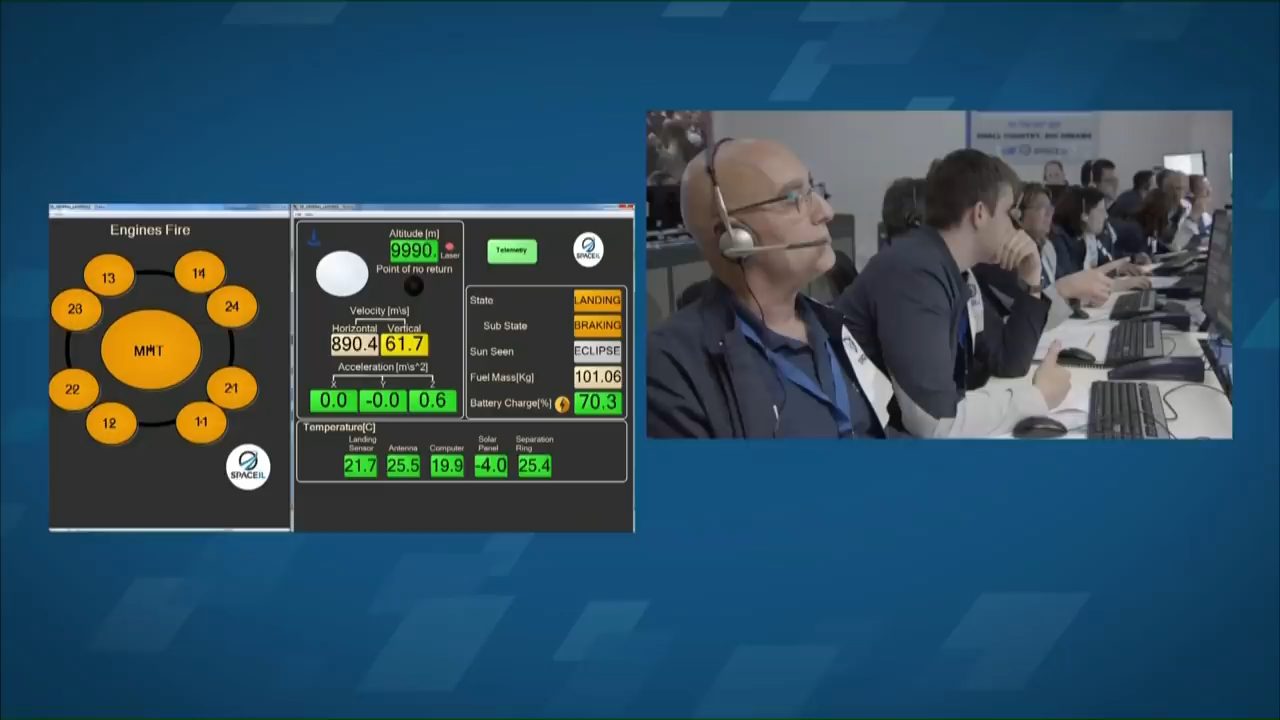 Engines Fire
13
14
23
24
MHT
22
21
12
11
SPACEIL
Altitude [m]
9990.
Laser
Point of no return
Velocity [m/s]
Horizontal Vertical
890.4 61.7
Acceleration [m\s^2]
X Y Z
0.0 -0.0 0.6
Telemetry
SPACEIL
State LANDING
Sub State BRAKING
Sun Seen ECLIPSE
Fuel Mass[Kg] 101.06
Battery Charge[%] 70.3
Temperature[C]
Landing Sensor Antenna Computer Solar Panel Separation Ring
21.7 25.5 19.9 -4.0 25.4
SMALL COUNTRY, BIG DREAMS
SPACEIL